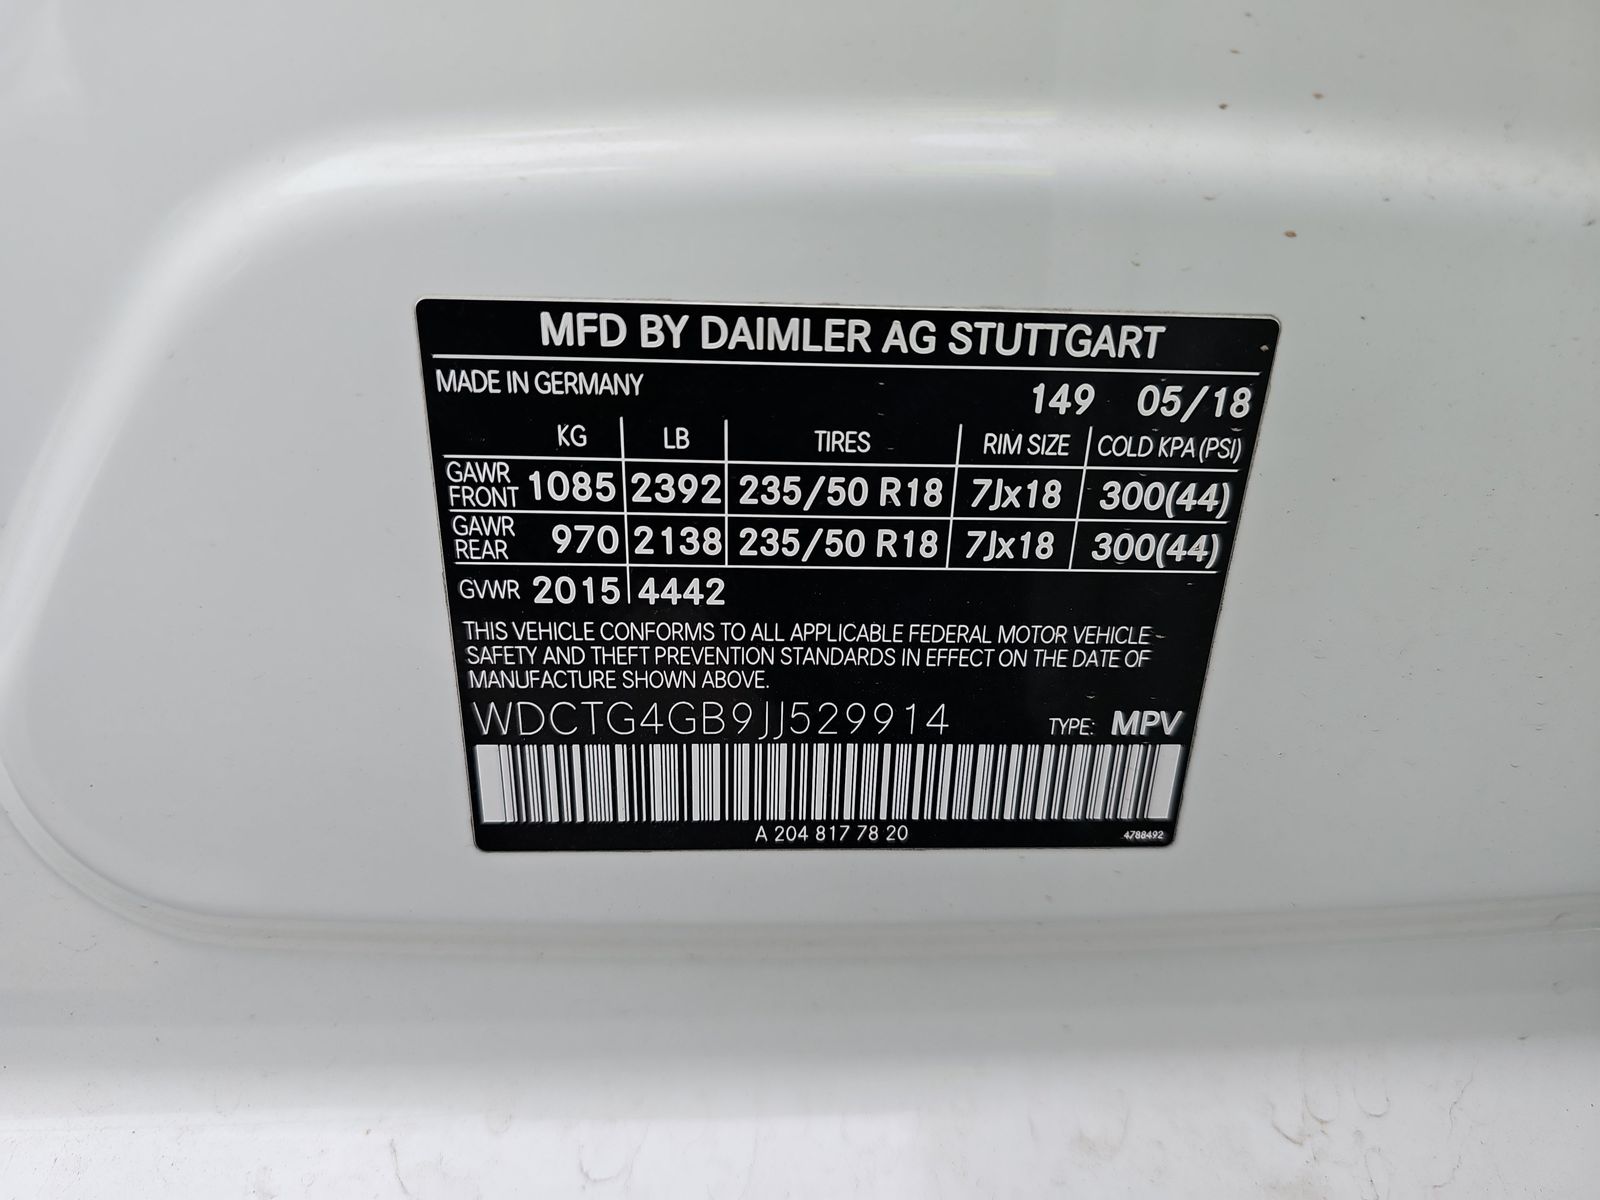 MFD BY DAIMLER AG STUTTGART
MADE IN GERMANY 149 05/18
KG LB TIRES RIM SIZE COLD KPA (PSI)
GAWR FRONT 1085 2392 235/50 R18 7Jx18 300(44)
GAWR REAR 970 2138 235/50 R18 7Jx18 300(44)
GVWR 2015 4442
THIS VEHICLE CONFORMS TO ALL APPLICABLE FEDERAL MOTOR VEHICLE
SAFETY AND THEFT PREVENTION STANDARDS IN EFFECT ON THE DATE OF
MANUFACTURE SHOWN ABOVE.
WDCTG4GB9JJ529914 TYPE: MPV
A 204 817 78 20 4788492